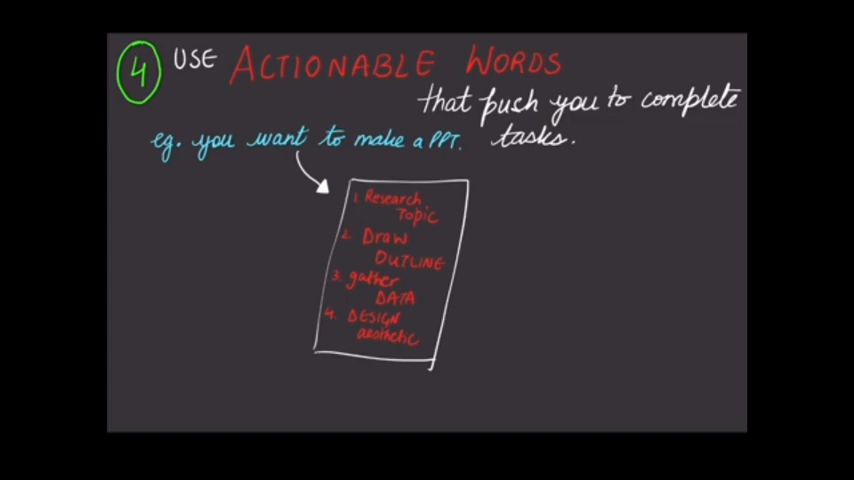 4 USE ACTIONABLE WORDS
that push you to complete
tasks.
eg. you want to make a PPT.
1. Research
Topic
2. Draw
OUTLINE
3. gather
DATA
4. DESIGN
aesthetic